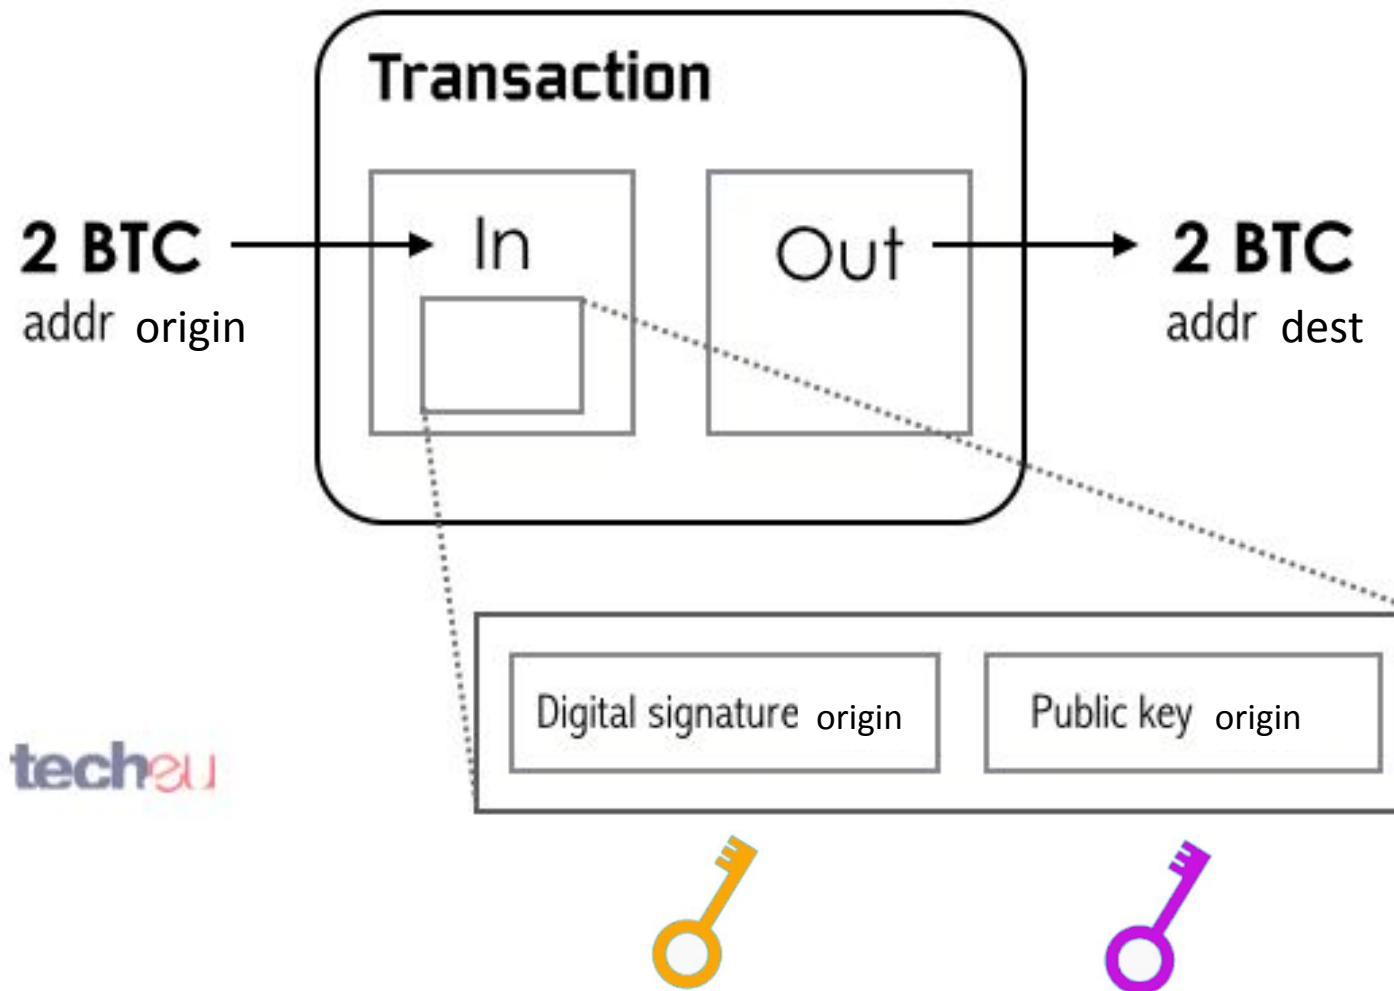 Transaction
In
Out
2 BTC
addr origin
2 BTC
addr dest
Digital signature origin
Public key origin
techeu